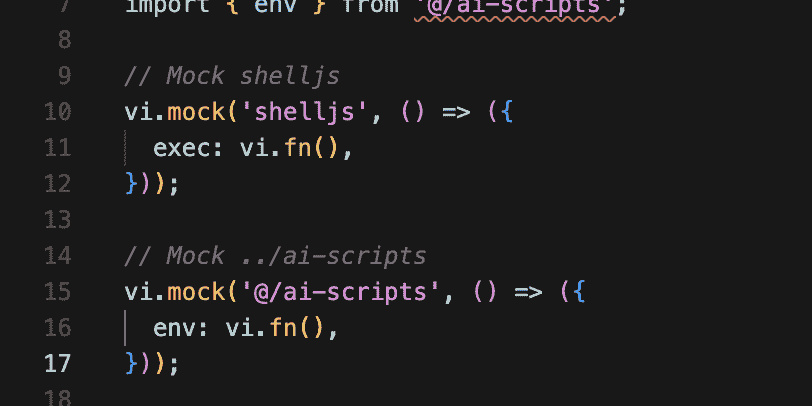 7 import { env } from '@/ai-scripts';
8
9 // Mock shelljs
10 vi.mock('shelljs', () => ({
11 exec: vi.fn(),
12 }));
13
14 // Mock ../ai-scripts
15 vi.mock('@/ai-scripts', () => ({
16 env: vi.fn(),
17 }));
18